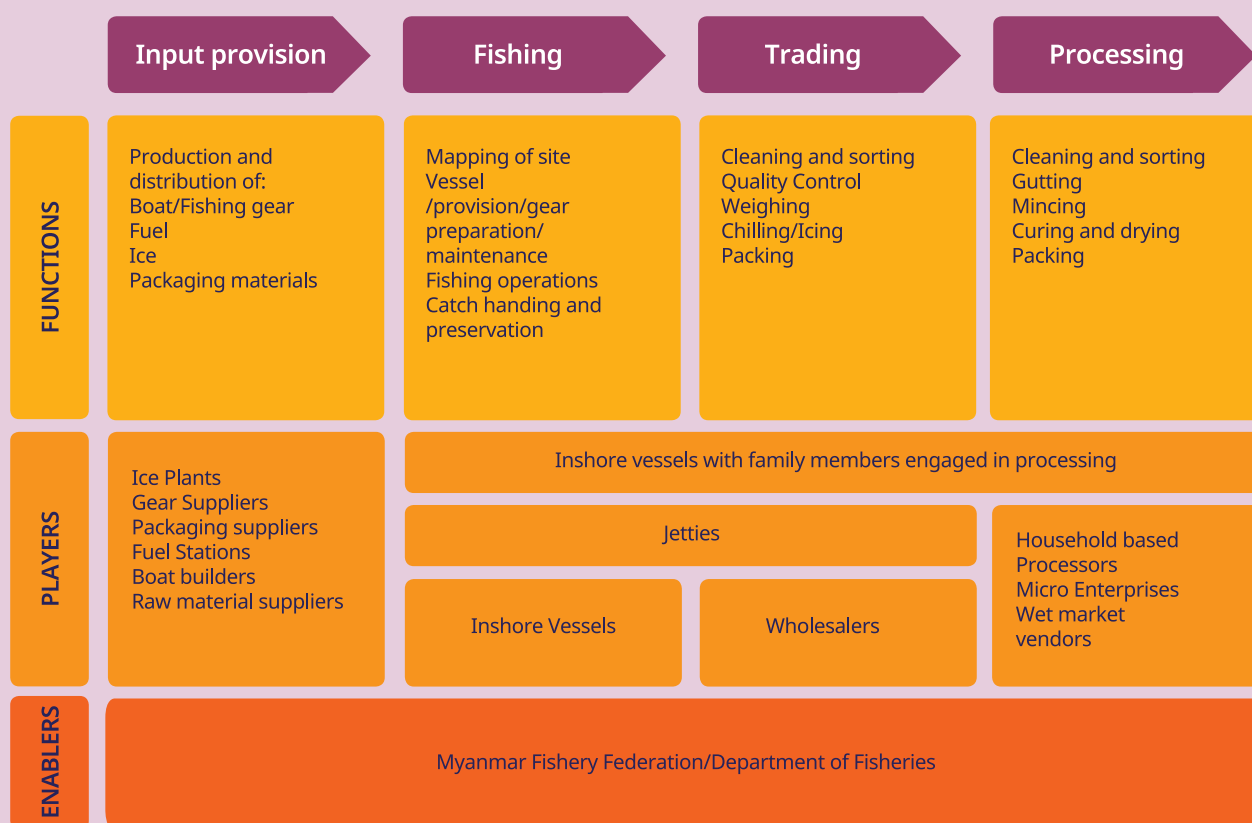 Input provision
Fishing
Trading
Processing
FUNCTIONS
Production and
distribution of:
Boat/Fishing gear
Fuel
Ice
Packaging materials
Mapping of site
Vessel
/provision/gear
preparation/
maintenance
Fishing operations
Catch handing and
preservation
Cleaning and sorting
Quality Control
Weighing
Chilling/Icing
Packing
Cleaning and sorting
Gutting
Mincing
Curing and drying
Packing
PLAYERS
Ice Plants
Gear Suppliers
Packaging suppliers
Fuel Stations
Boat builders
Raw material suppliers
Inshore vessels with family members engaged in processing
Jetties
Inshore Vessels
Wholesalers
Household based
Processors
Micro Enterprises
Wet market
vendors
ENABLERS
Myanmar Fishery Federation/Department of Fisheries